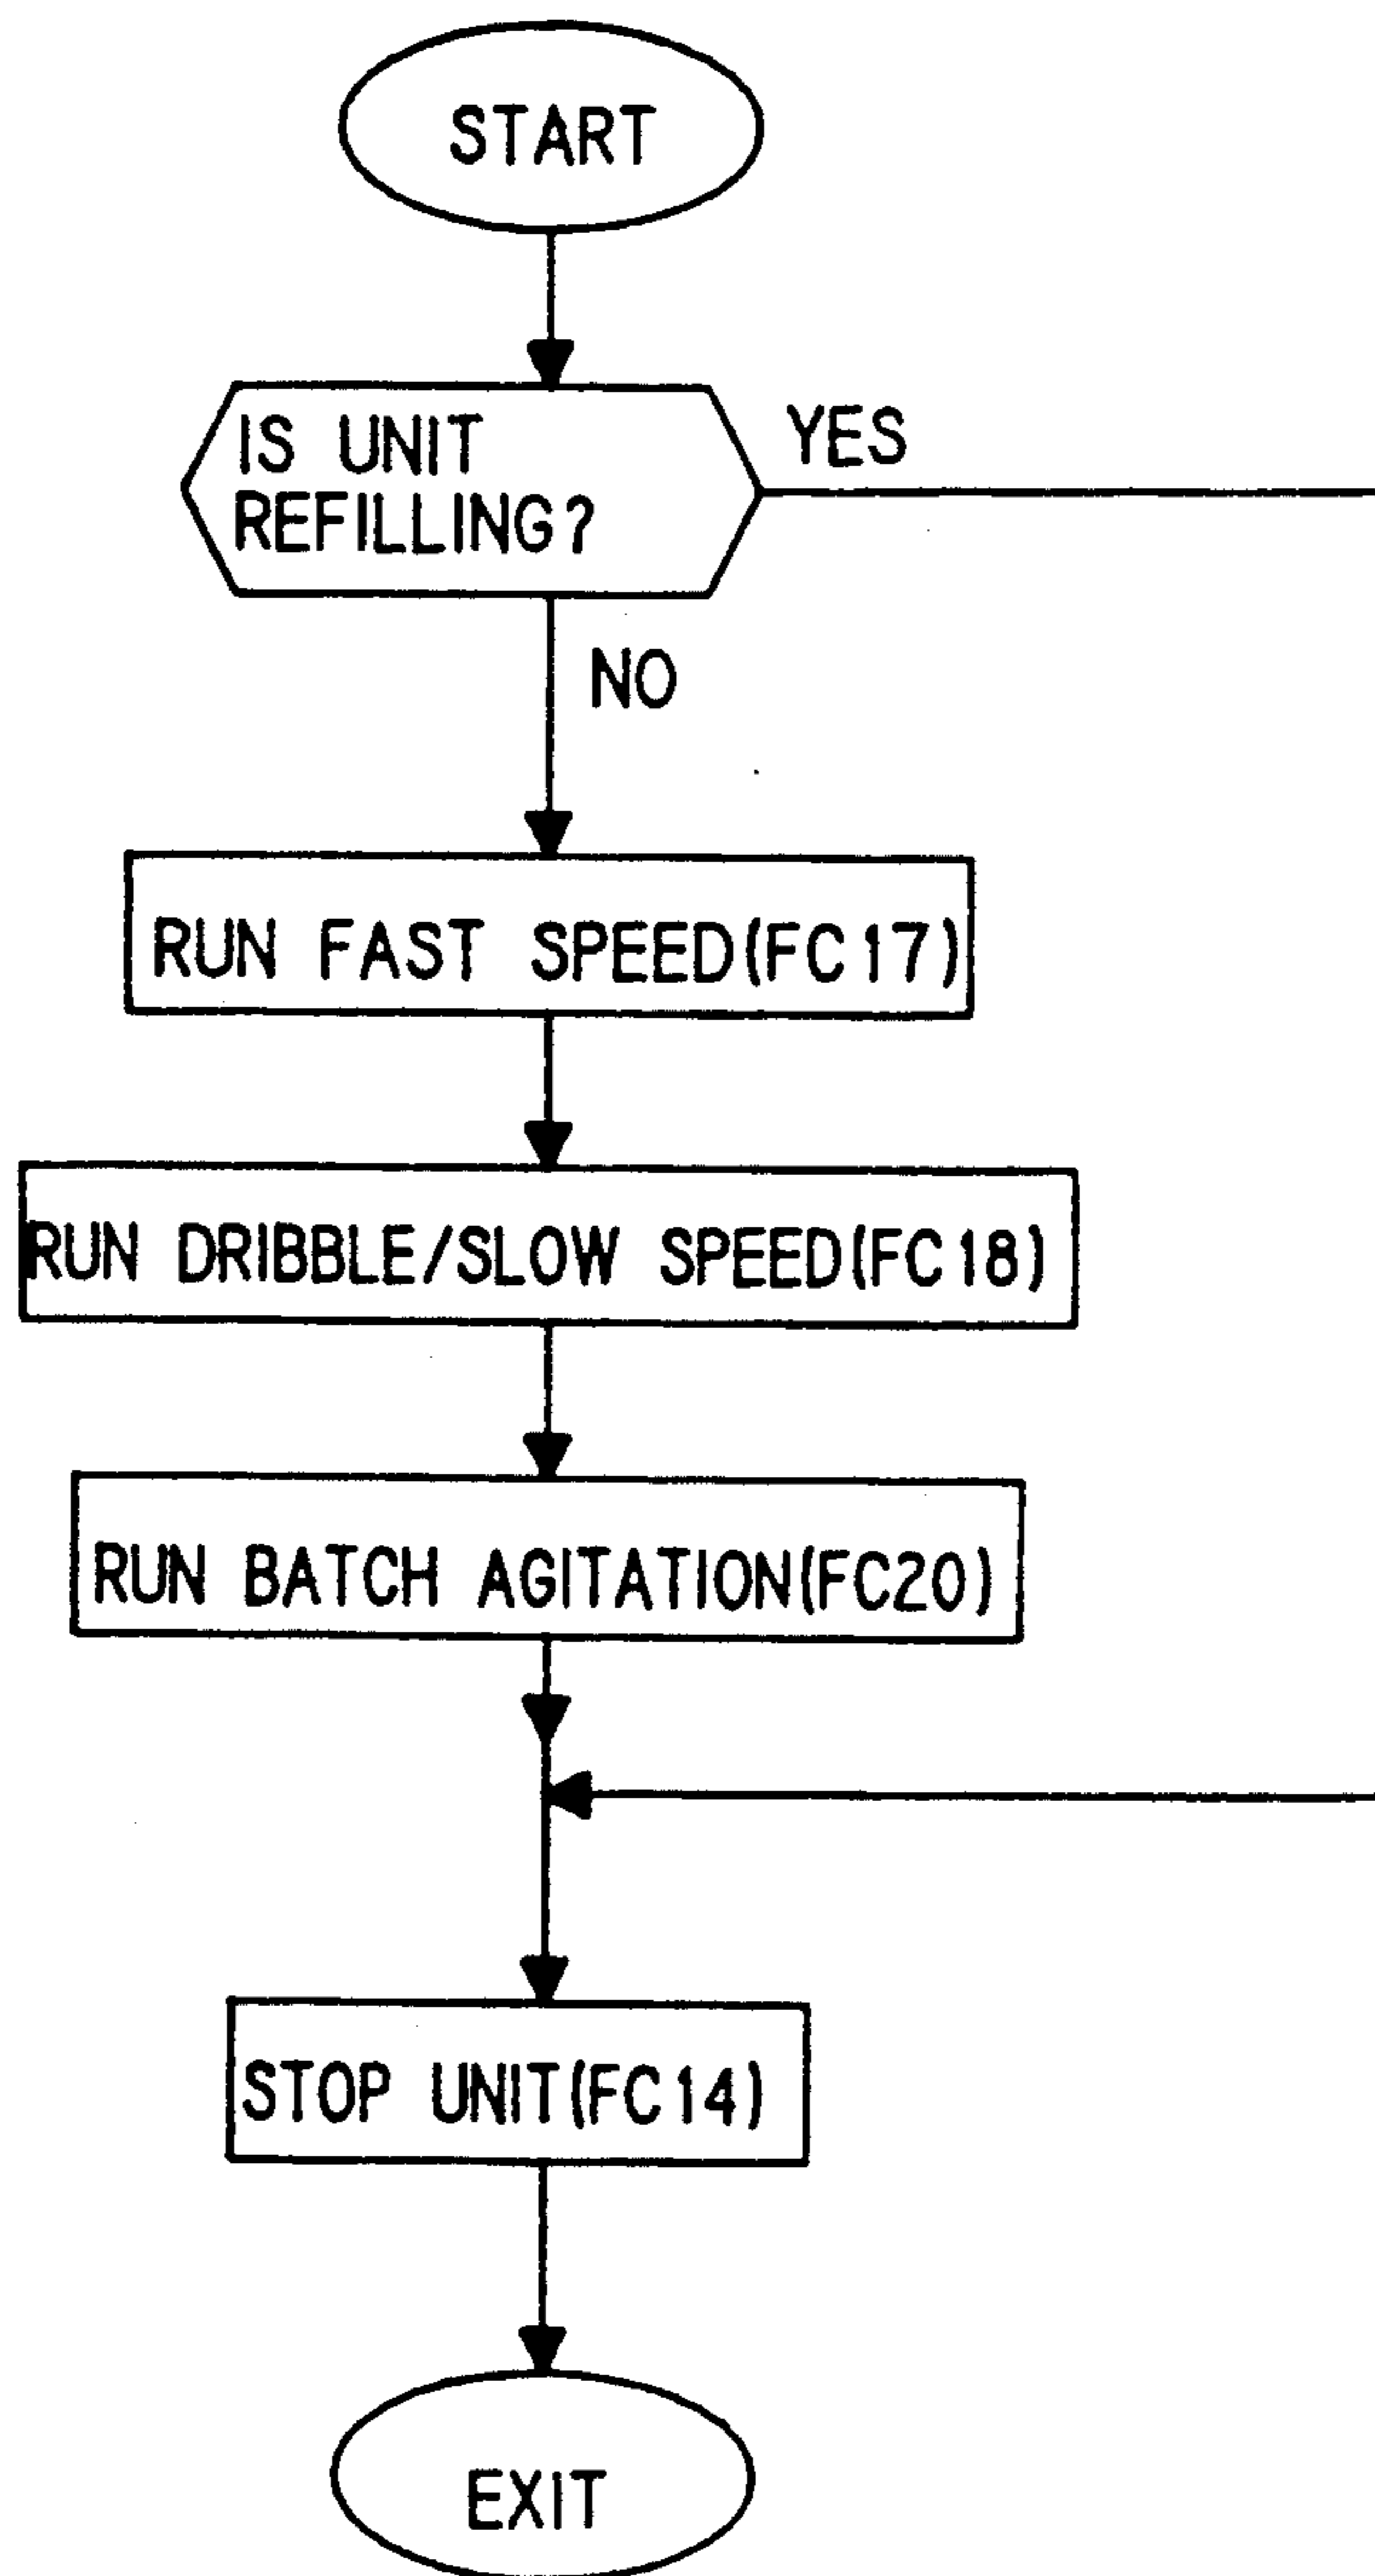 START
IS UNIT
REFILLING?
YES
NO
RUN FAST SPEED(FC17)
RUN DRIBBLE/SLOW SPEED(FC18)
RUN BATCH AGITATION(FC20)
STOP UNIT(FC14)
EXIT